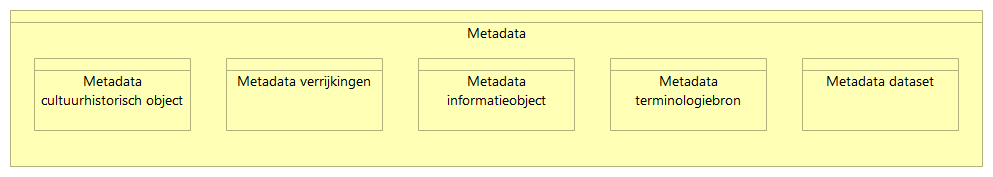 Metadata
Metadata
cultuurhistorisch object
Metadata verrijkingen
Metadata
informatieobject
Metadata
terminologiebron
Metadata dataset